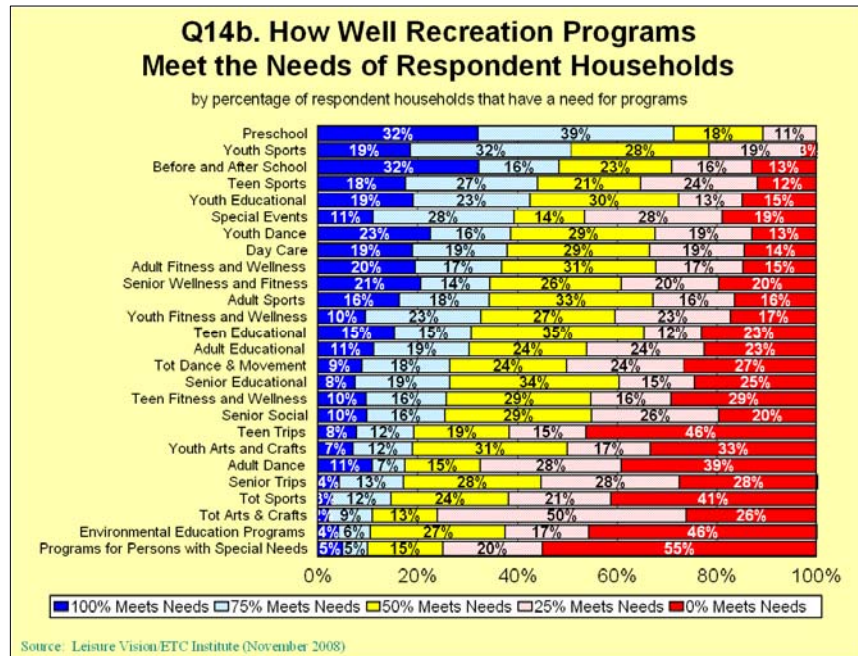 Q14b. How Well Recreation Programs
Meet the Needs of Respondent Households
by percentage of respondent households that have a need for programs
Preschool 32% 39% 18% 11%
Youth Sports 19% 32% 28% 19% 3%
Before and After School 32% 16% 23% 16% 13%
Teen Sports 18% 27% 21% 24% 12%
Youth Educational 19% 23% 30% 13% 15%
Special Events 11% 28% 14% 28% 19%
Youth Dance 23% 16% 29% 19% 13%
Day Care 19% 19% 29% 19% 14%
Adult Fitness and Wellness 20% 17% 31% 17% 15%
Senior Wellness and Fitness 21% 14% 26% 20% 20%
Adult Sports 16% 18% 33% 16% 16%
Youth Fitness and Wellness 10% 23% 27% 23% 17%
Teen Educational 15% 15% 35% 12% 23%
Adult Educational 11% 19% 24% 24% 23%
Tot Dance & Movement 9% 18% 24% 24% 27%
Senior Educational 8% 19% 34% 15% 25%
Teen Fitness and Wellness 10% 16% 29% 16% 29%
Senior Social 10% 16% 29% 26% 20%
Teen Trips 8% 12% 19% 15% 46%
Youth Arts and Crafts 7% 12% 31% 17% 33%
Adult Dance 11% 7% 15% 28% 39%
Senior Trips 4% 13% 28% 28% 28%
Tot Sports 3% 12% 24% 21% 41%
Tot Arts & Crafts 9% 13% 50% 26%
Environmental Education Programs 4% 6% 27% 17% 46%
Programs for Persons with Special Needs 5% 5% 15% 20% 55%
0% 20% 40% 60% 80% 100%
100% Meets Needs 75% Meets Needs 50% Meets Needs 25% Meets Needs 0% Meets Needs
Source: Leisure Vision/ETC Institute (November 2008)